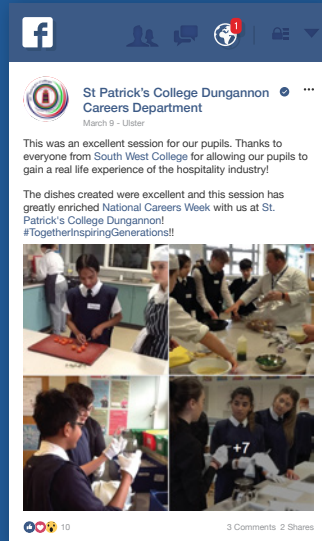 f
1
St Patrick's College Dungannon
Careers Department
March 9 - Ulster
This was an excellent session for our pupils. Thanks to
everyone from South West College for allowing our pupils to
gain a real life experience of the hospitality industry!
The dishes created were excellent and this session has
greatly enriched National Careers Week with us at St.
Patrick's College Dungannon!
#TogetherInspiringGenerations!!
+7
10
3 Comments 2 Shares